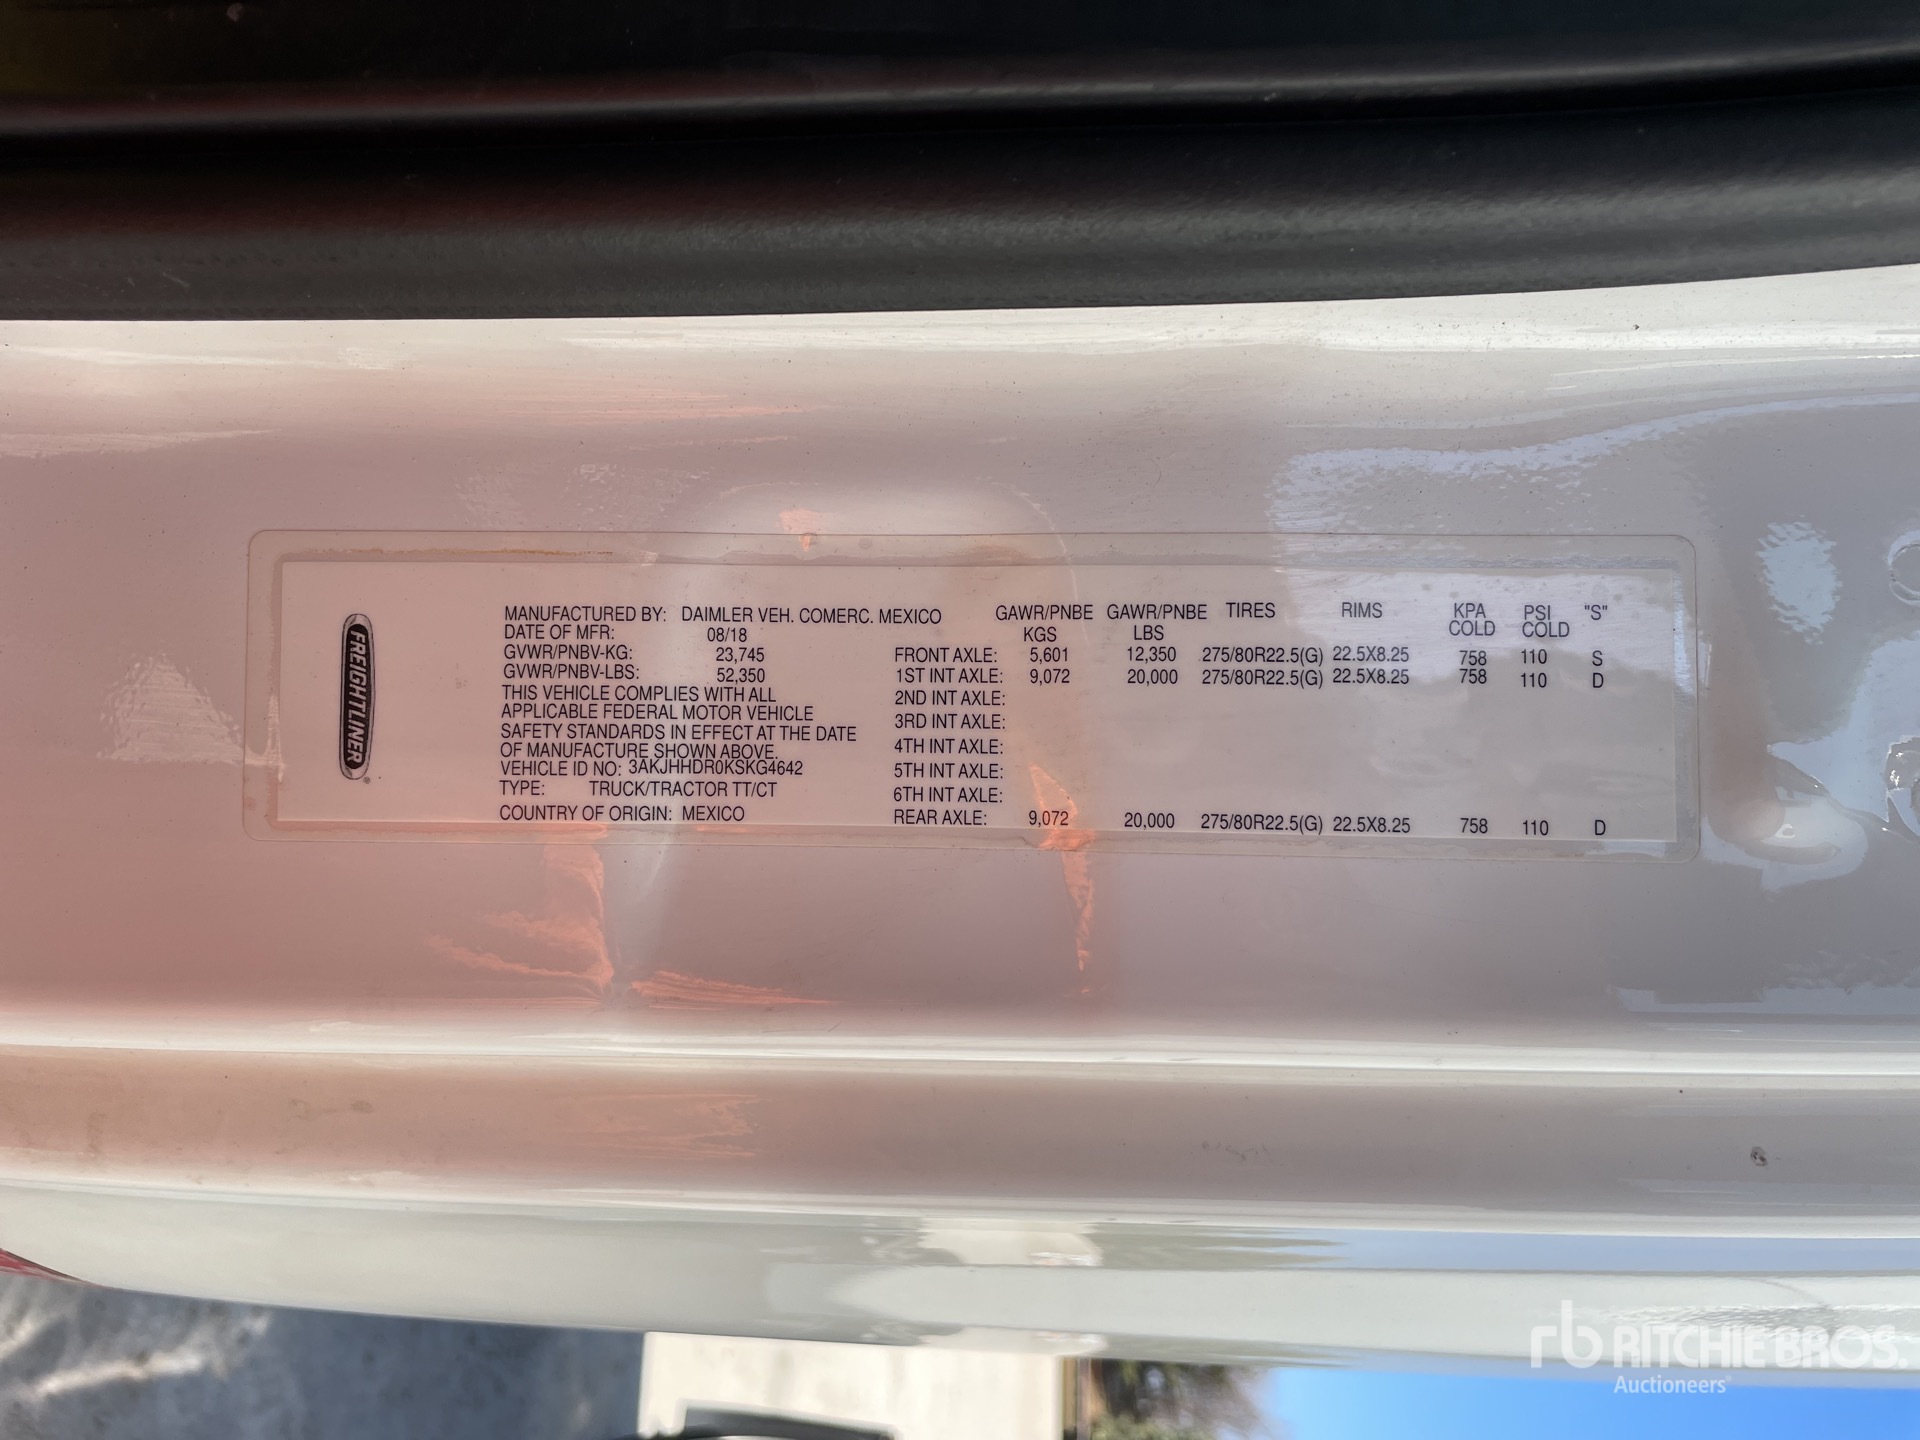 FREIGHTLINER®
MANUFACTURED BY: DAIMLER VEH. COMERC. MEXICO
DATE OF MFR: 08/18
GVWR/PNBV-KG: 23,745
GVWR/PNBV-LBS: 52,350
THIS VEHICLE COMPLIES WITH ALL
APPLICABLE FEDERAL MOTOR VEHICLE
SAFETY STANDARDS IN EFFECT AT THE DATE
OF MANUFACTURE SHOWN ABOVE.
VEHICLE ID NO: 3AKJHHDR0KSKG4642
TYPE: TRUCK/TRACTOR TT/CT
COUNTRY OF ORIGIN: MEXICO
GAWR/PNBE GAWR/PNBE TIRES RIMS KPA PSI "S"
KGS LBS COLD COLD
FRONT AXLE: 5,601 12,350 275/80R22.5(G) 22.5X8.25 758 110 S
1ST INT AXLE: 9,072 20,000 275/80R22.5(G) 22.5X8.25 758 110 D
2ND INT AXLE:
3RD INT AXLE:
4TH INT AXLE:
5TH INT AXLE:
6TH INT AXLE:
REAR AXLE: 9,072 20,000 275/80R22.5(G) 22.5X8.25 758 110 D
rb RITCHIE BROS.
Auctioneers